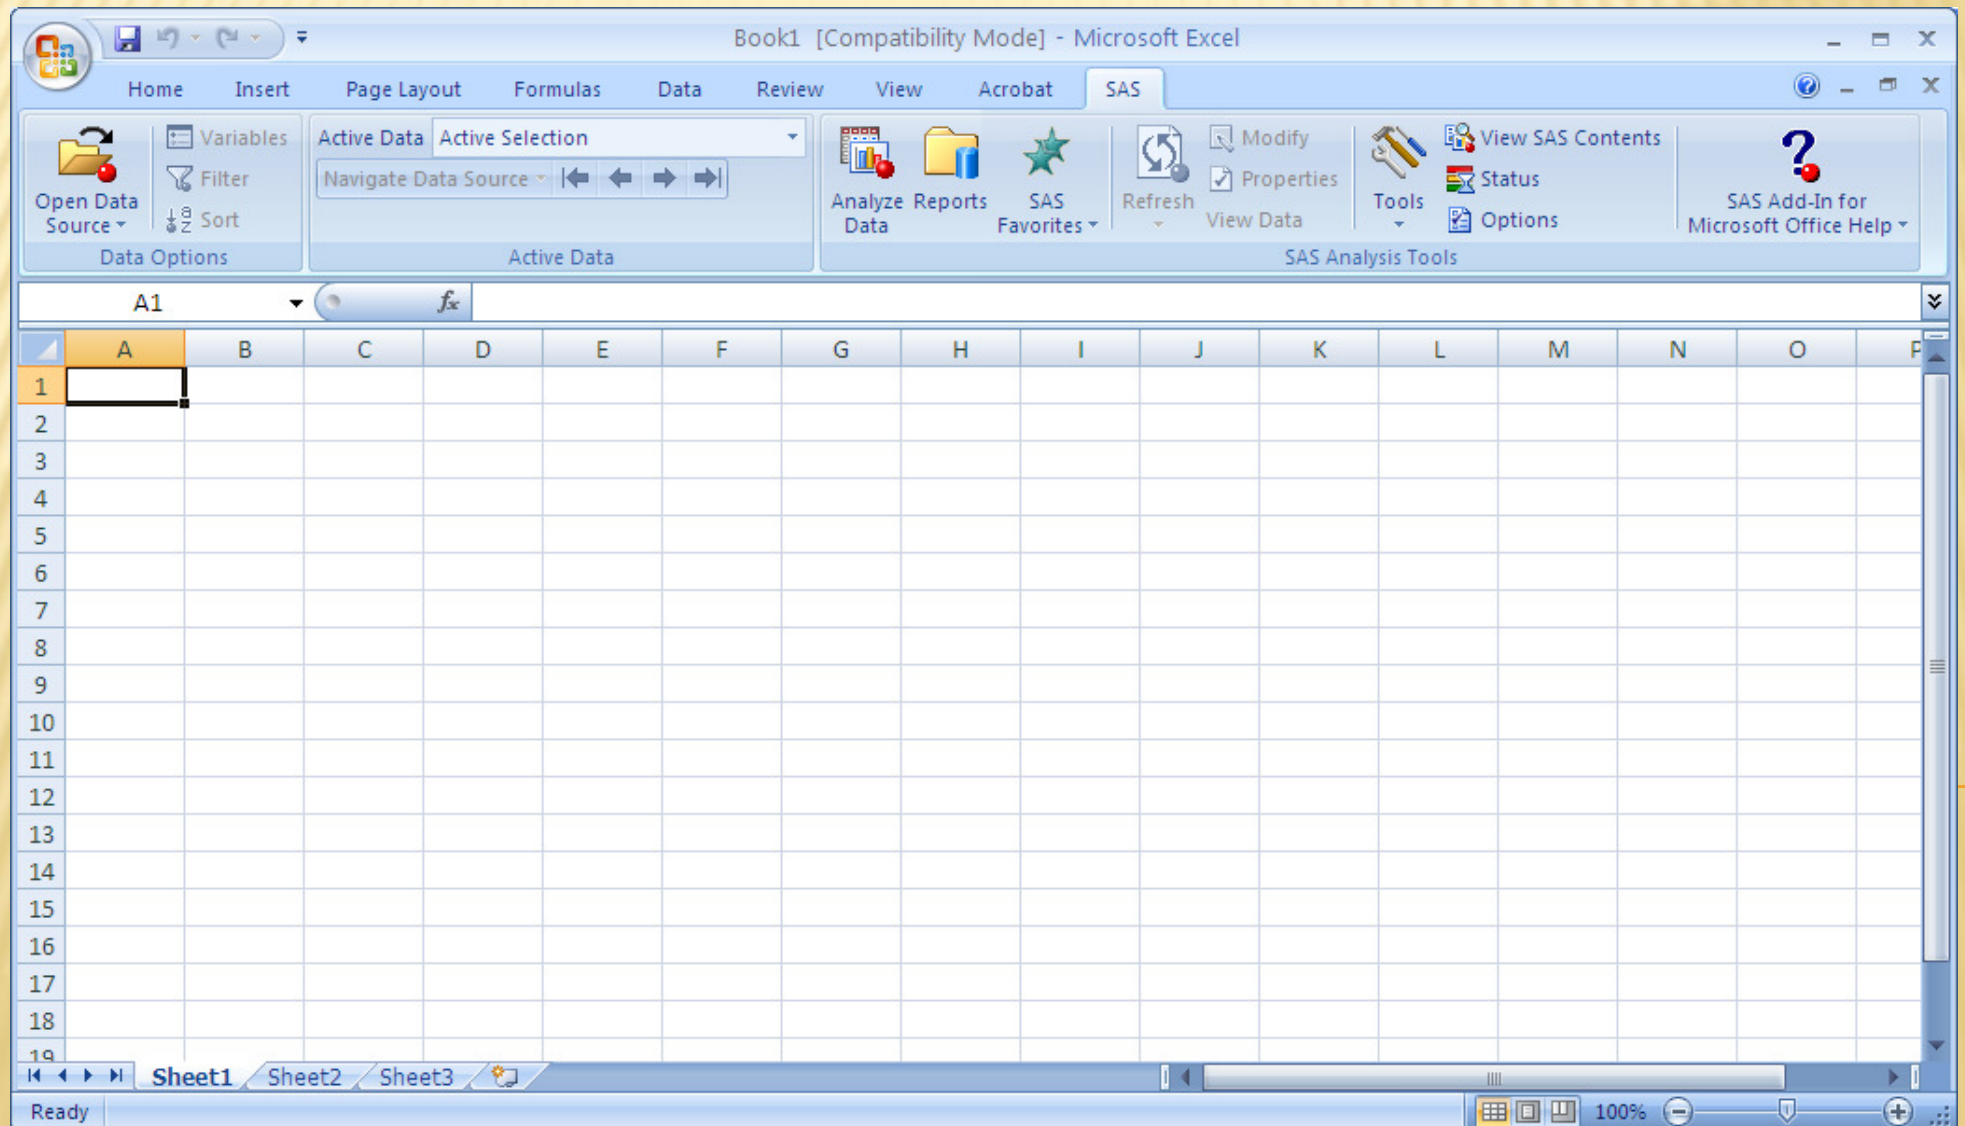 Book1 [Compatibility Mode] - Microsoft Excel
Home Insert Page Layout Formulas Data Review View Acrobat SAS
Variables Active Data Active Selection Modify View SAS Contents
Filter Navigate Data Source Properties Status
Open Data Source Sort Analyze Data Reports SAS Favorites Refresh View Data Tools Options SAS Add-In for Microsoft Office Help
Data Options Active Data SAS Analysis Tools
A1 fx
A B C D E F G H I J K L M N O P
1
2
3
4
5
6
7
8
9
10
11
12
13
14
15
16
17
18
19
Sheet1 Sheet2 Sheet3
Ready 100%